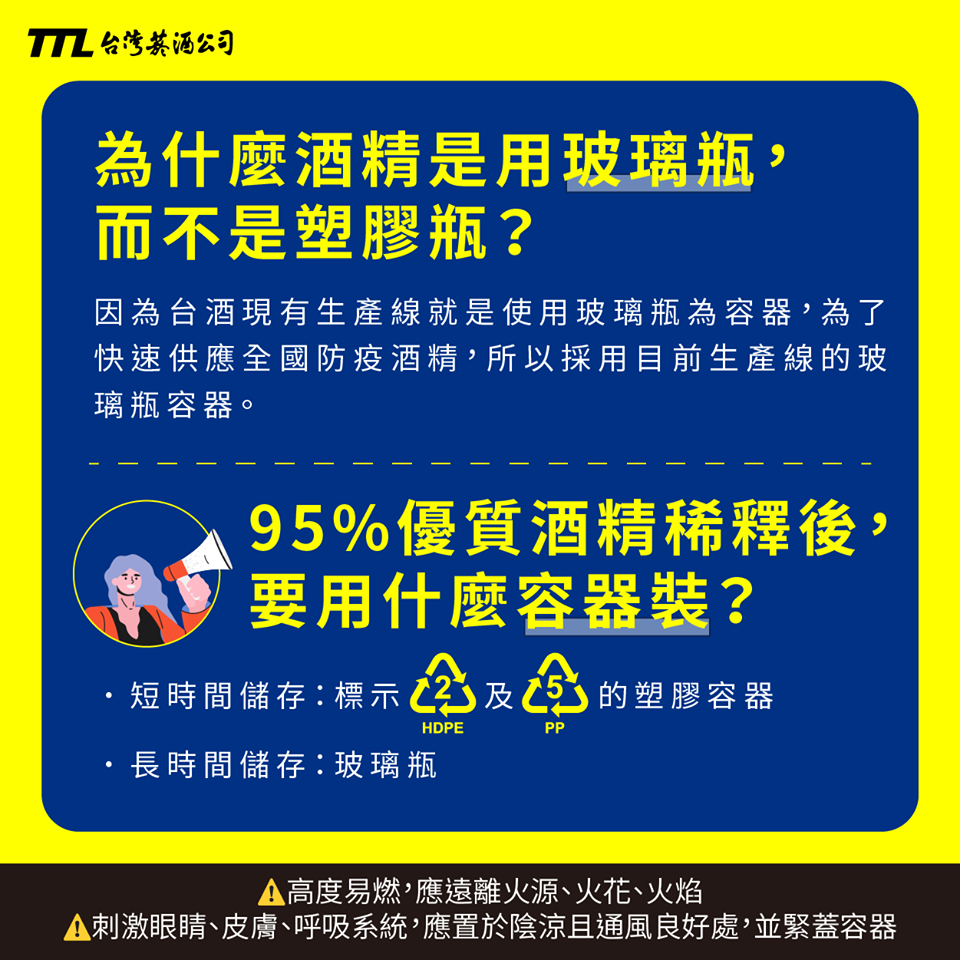 TTL 台灣菸酒公司
為什麼酒精是用玻璃瓶，
而不是塑膠瓶？
因為台酒現有生產線就是使用玻璃瓶為容器，為了
快速供應全國防疫酒精，所以採用目前生產線的玻
璃瓶容器。
95%優質酒精稀釋後，
要用什麼容器裝？
・短時間儲存：標示 2 及 5 的塑膠容器
HDPE PP
・長時間儲存：玻璃瓶
⚠高度易燃，應遠離火源、火花、火焰
⚠刺激眼睛、皮膚、呼吸系統，應置於陰涼且通風良好處，並緊蓋容器